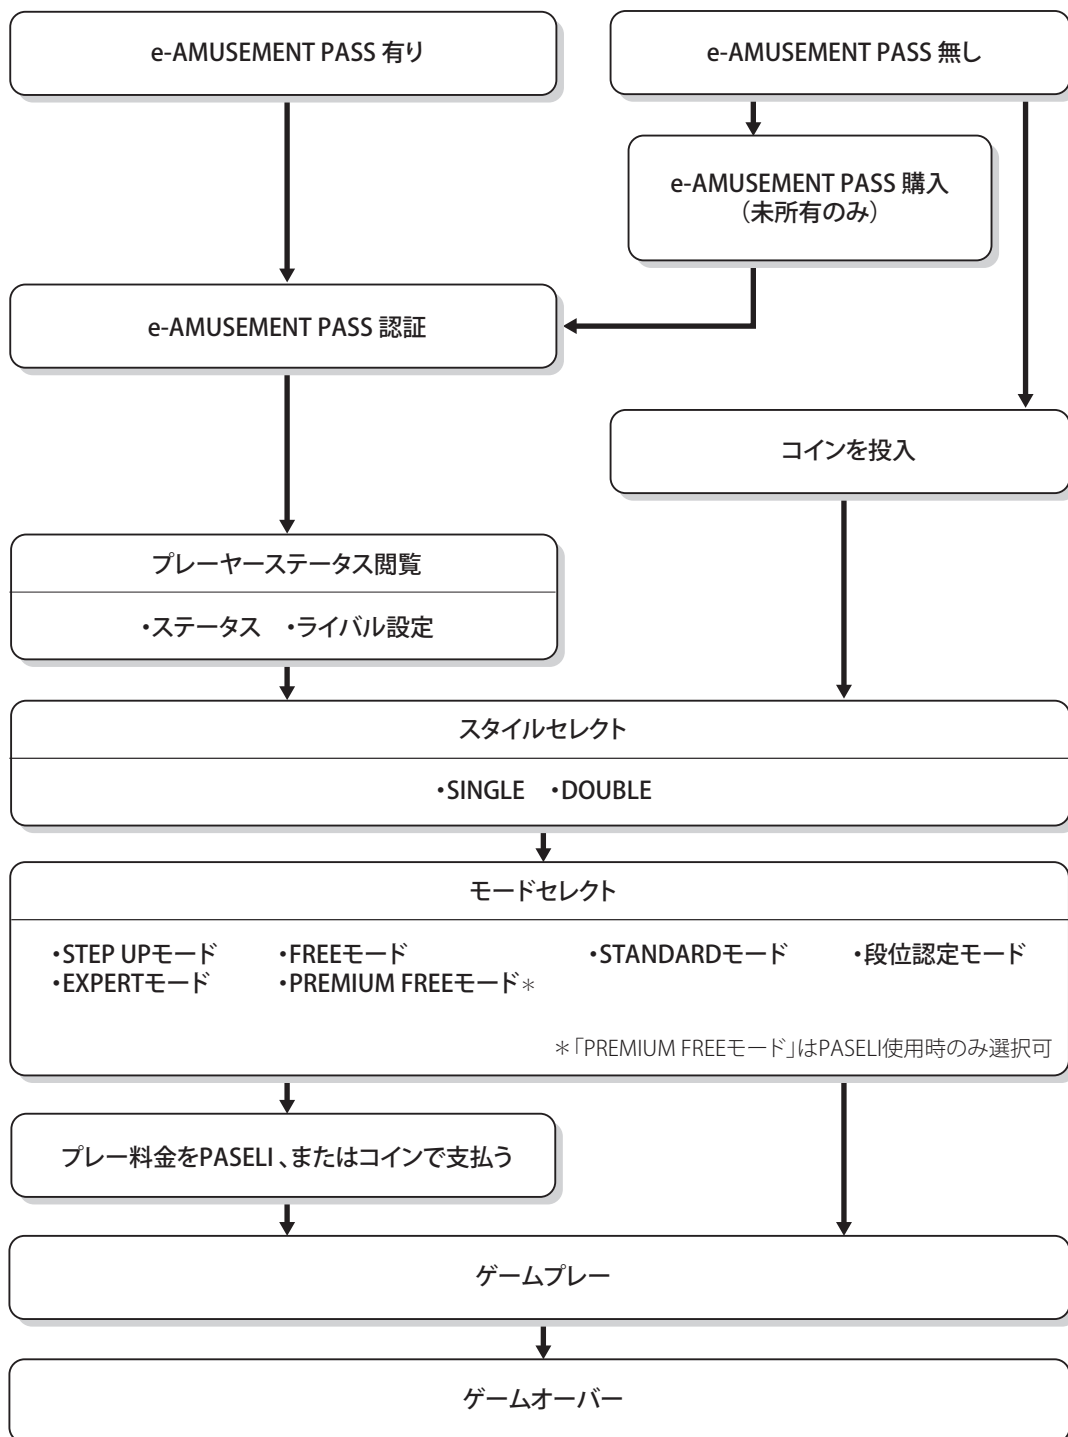 e-AMUSEMENT PASS 有り
e-AMUSEMENT PASS 無し
e-AMUSEMENT PASS 購入
（未所有のみ）
e-AMUSEMENT PASS 認証
コインを投入
プレーヤーステータス閲覧
・ステータス　・ライバル設定
スタイルセレクト
・SINGLE　・DOUBLE
モードセレクト
・STEP UPモード　・FREEモード　・STANDARDモード　・段位認定モード
・EXPERTモード　・PREMIUM FREEモード＊
＊「PREMIUM FREEモード」はPASELI使用時のみ選択可
プレー料金をPASELI 、またはコインで支払う
ゲームプレー
ゲームオーバー